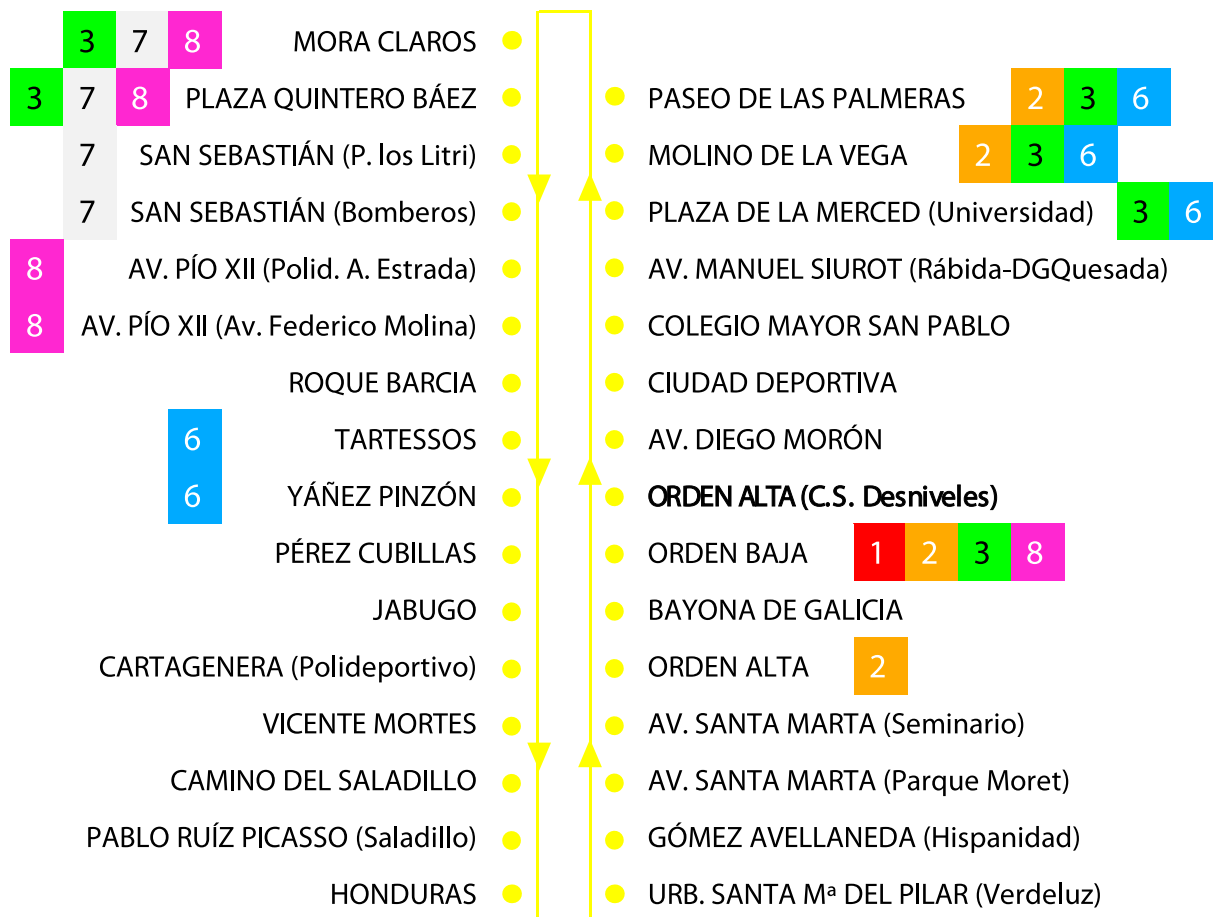 3 7 8 MORA CLAROS
3 7 8 PLAZA QUINTERO BÁEZ
PASEO DE LAS PALMERAS 2 3 6
7 SAN SEBASTIÁN (P. los Litri)
MOLINO DE LA VEGA 2 3 6
7 SAN SEBASTIÁN (Bomberos)
PLAZA DE LA MERCED (Universidad) 3 6
8 AV. PÍO XII (Polid. A. Estrada)
AV. MANUEL SIUROT (Rábida-DGQuesada)
8 AV. PÍO XII (Av. Federico Molina)
COLEGIO MAYOR SAN PABLO
ROQUE BARCIA
CIUDAD DEPORTIVA
6 TARTESSOS
AV. DIEGO MORÓN
6 YÁÑEZ PINZÓN
ORDEN ALTA (C.S. Desniveles)
PÉREZ CUBILLAS
ORDEN BAJA 1 2 3 8
JABUGO
BAYONA DE GALICIA
CARTAGENERA (Polideportivo)
ORDEN ALTA 2
VICENTE MORTES
AV. SANTA MARTA (Seminario)
CAMINO DEL SALADILLO
AV. SANTA MARTA (Parque Moret)
PABLO RUÍZ PICASSO (Saladillo)
GÓMEZ AVELLANEDA (Hispanidad)
HONDURAS
URB. SANTA Mª DEL PILAR (Verdeluz)